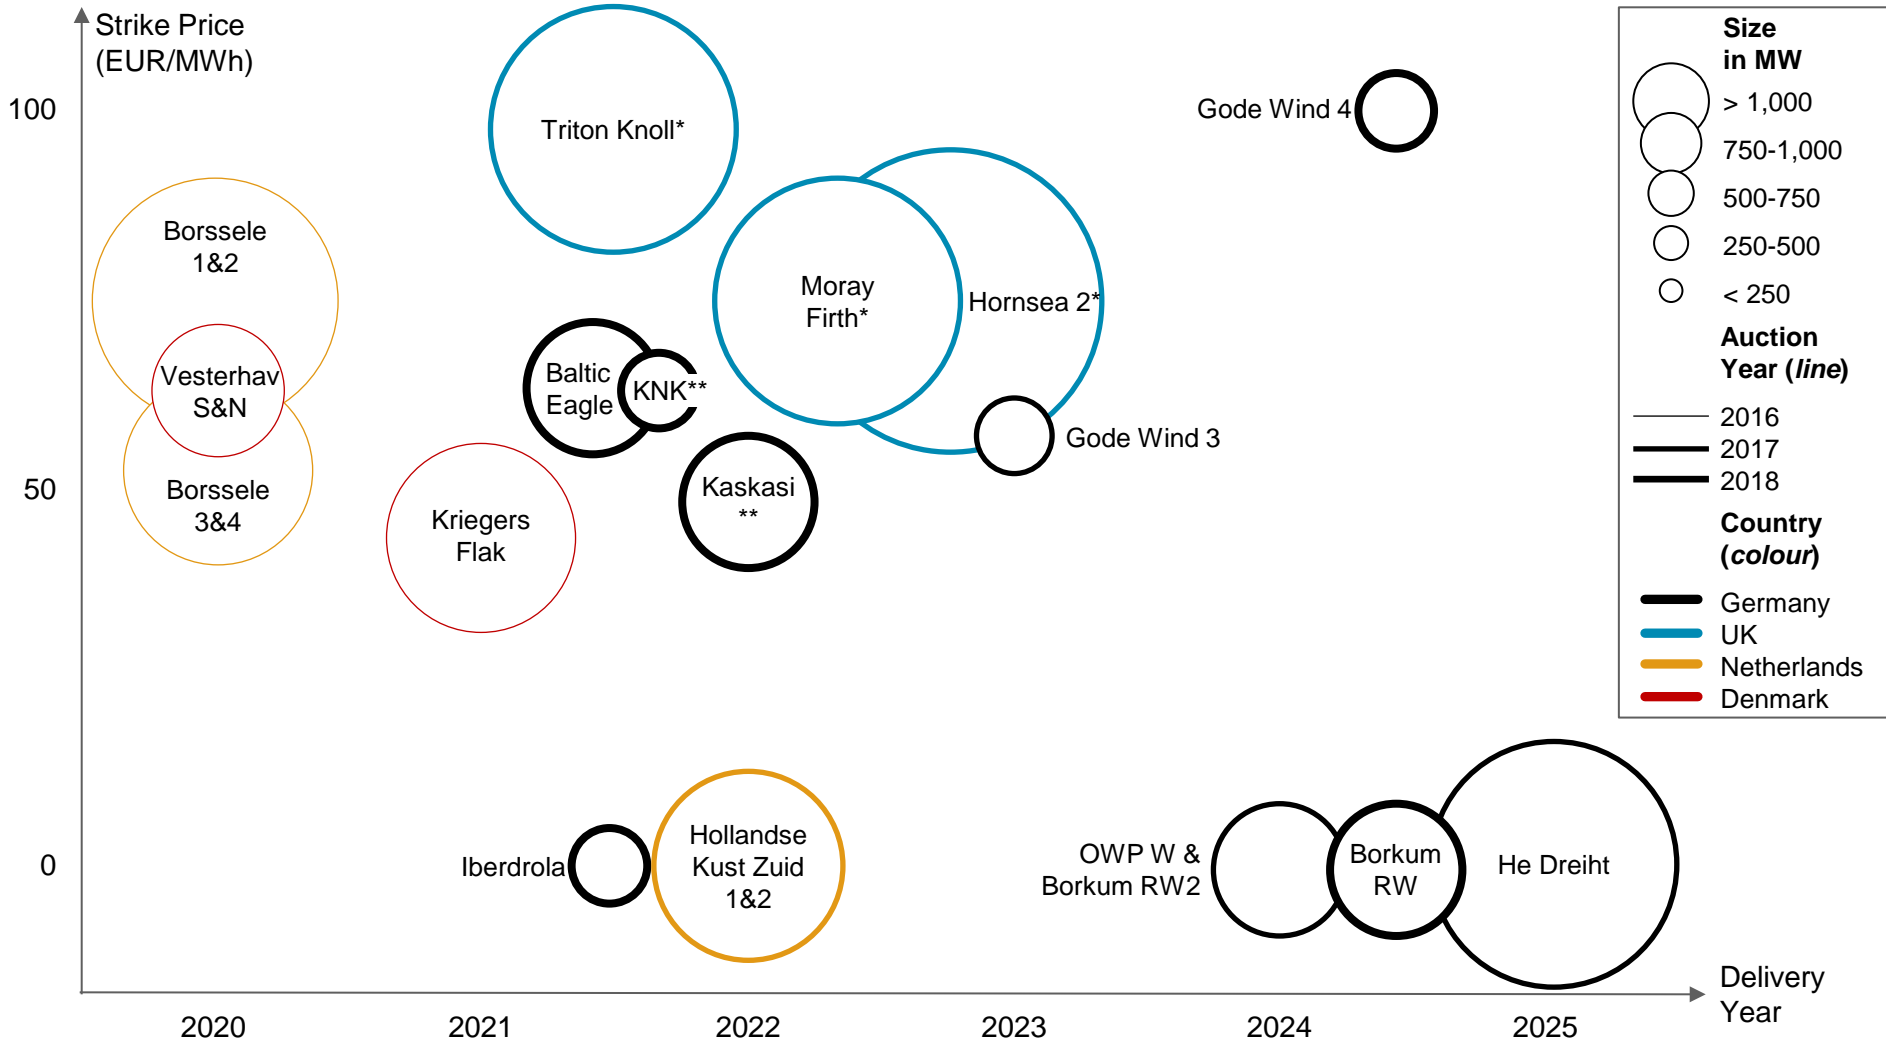 Strike Price
(EUR/MWh)
100
50
0
Triton Knoll*
Gode Wind 4
Borssele
1&2
Moray
Firth*
Hornsea 2*
Vesterhav
S&N
Baltic
Eagle
KNK**
Gode Wind 3
Borssele
3&4
Kriegers
Flak
Kaskasi
**
Iberdrola
Hollandse
Kust Zuid
1&2
OWP W &
Borkum RW2
Borkum
RW
He Dreiht
Delivery
Year
2020
2021
2022
2023
2024
2025
Size
in MW
> 1,000
750-1,000
500-750
250-500
< 250
Auction
Year (line)
2016
2017
2018
Country
(colour)
Germany
UK
Netherlands
Denmark